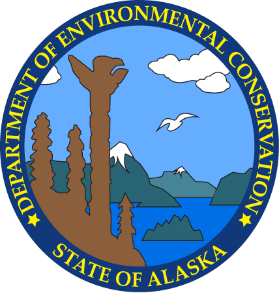 DEPARTMENT OF ENVIRONMENTAL CONSERVATION
STATE OF ALASKA